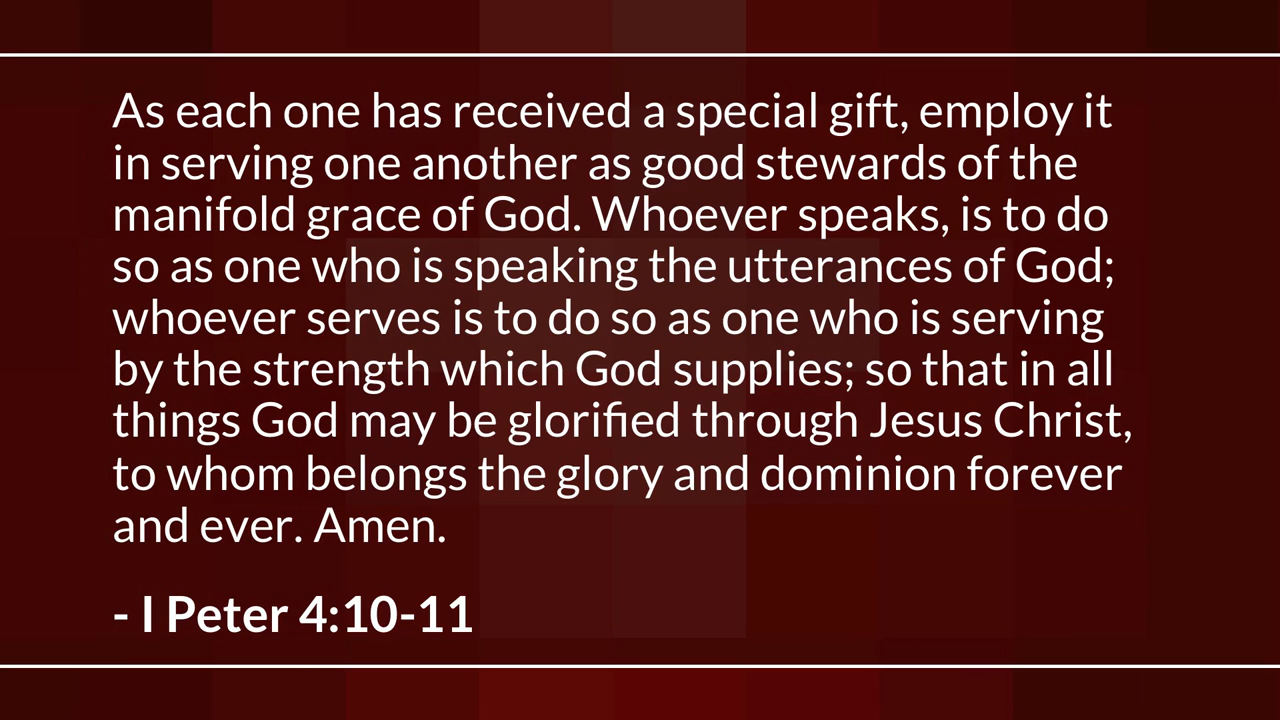 As each one has received a special gift, employ it
in serving one another as good stewards of the
manifold grace of God. Whoever speaks, is to do
so as one who is speaking the utterances of God;
whoever serves is to do so as one who is serving
by the strength which God supplies; so that in all
things God may be glorified through Jesus Christ,
to whom belongs the glory and dominion forever
and ever. Amen.
- I Peter 4:10-11